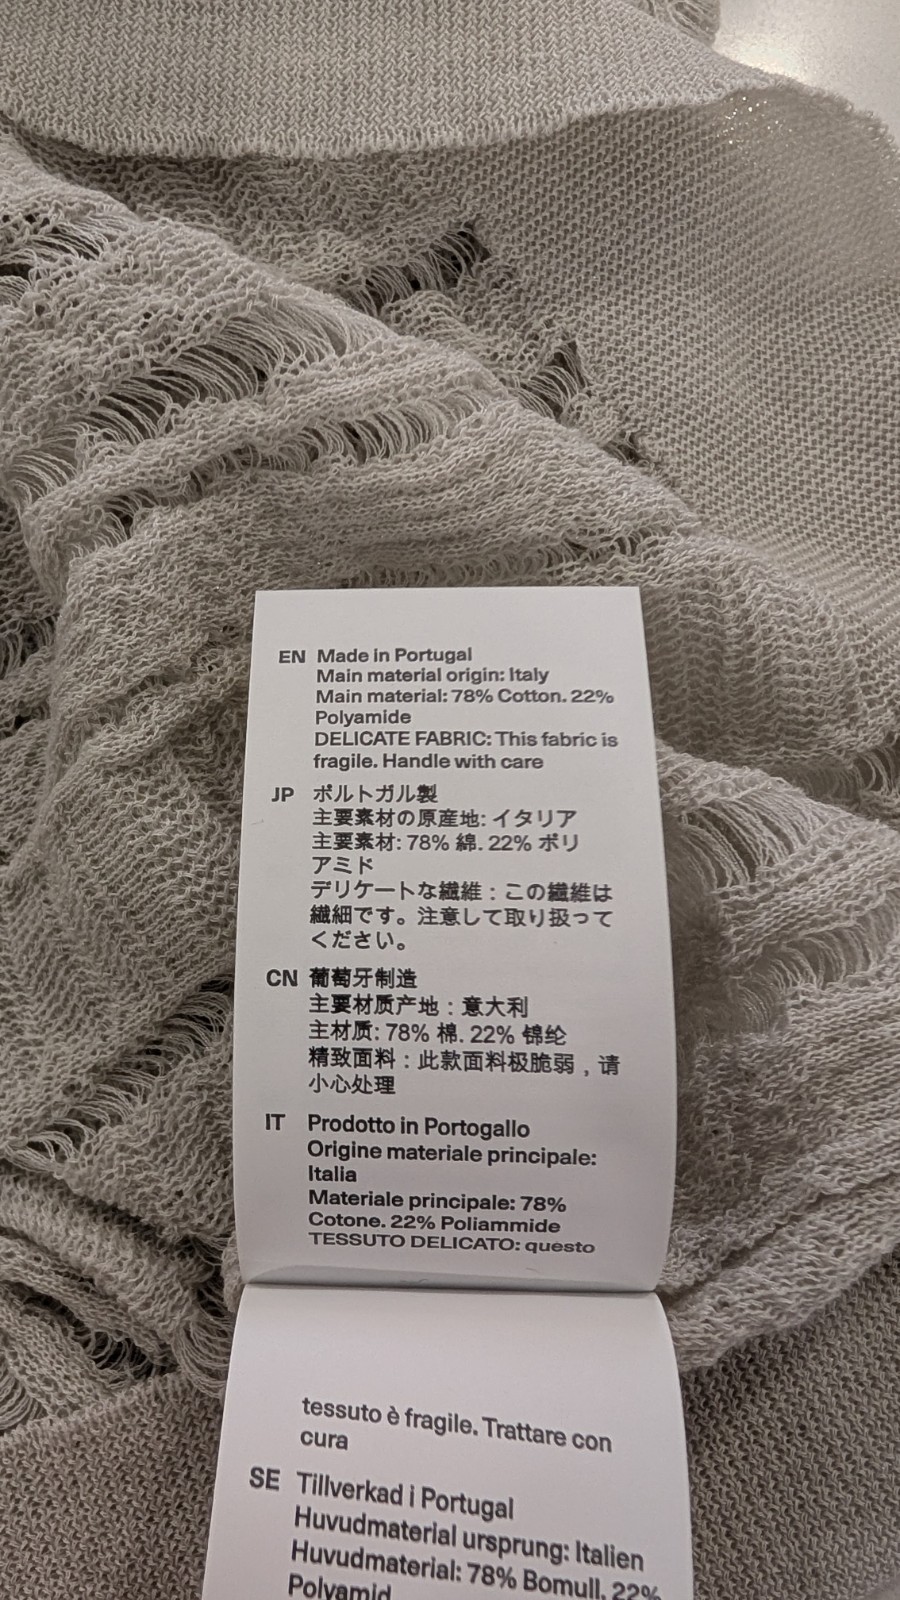 EN Made in Portugal
Main material origin: Italy
Main material: 78% Cotton. 22%
Polyamide
DELICATE FABRIC: This fabric is
fragile. Handle with care
JP ポルトガル製
主要素材の原産地: イタリア
主要素材: 78% 綿. 22% ポリ
アミド
デリケートな繊維：この繊維は
繊細です。注意して取り扱って
ください。
CN 葡萄牙制造
主要材质产地：意大利
主材质: 78% 棉. 22% 锦纶
精致面料：此款面料极脆弱，请
小心处理
IT Prodotto in Portogallo
Origine materiale principale:
Italia
Materiale principale: 78%
Cotone. 22% Poliammide
TESSUTO DELICATO: questo
tessuto è fragile. Trattare con
cura
SE Tillverkad i Portugal
Huvudmaterial ursprung: Italien
Huvudmaterial: 78% Bomull. 22%
Polyamid